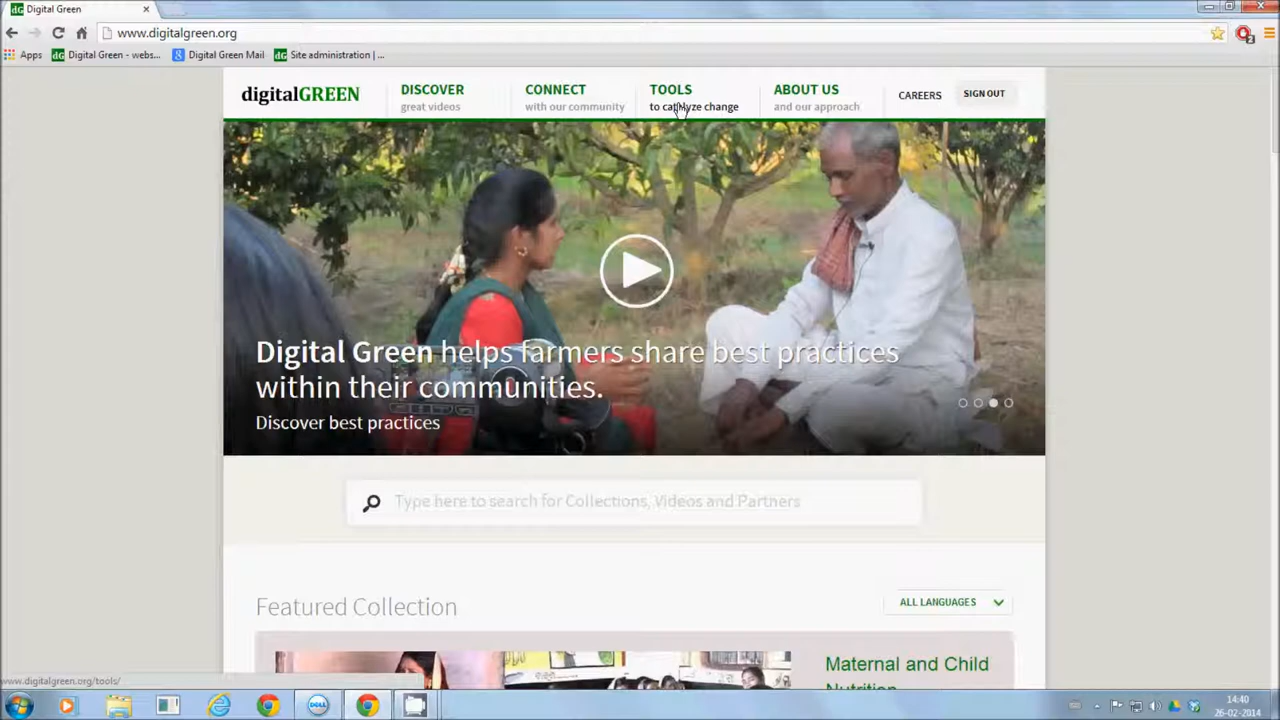 Digital Green
www.digitalgreen.org
Apps
Digital Green - webs...
Digital Green Mail
Site administration | ...
digitalGREEN
DISCOVER
great videos
CONNECT
with our community
TOOLS
to catalyze change
ABOUT US
and our approach
CAREERS
SIGN OUT
Digital Green helps farmers share best practices
within their communities.
Discover best practices
Type here to search for Collections, Videos and Partners
Featured Collection
ALL LANGUAGES
Maternal and Child
Nutrition
www.digitalgreen.org/tools/
DELL
14:40
26-02-2014